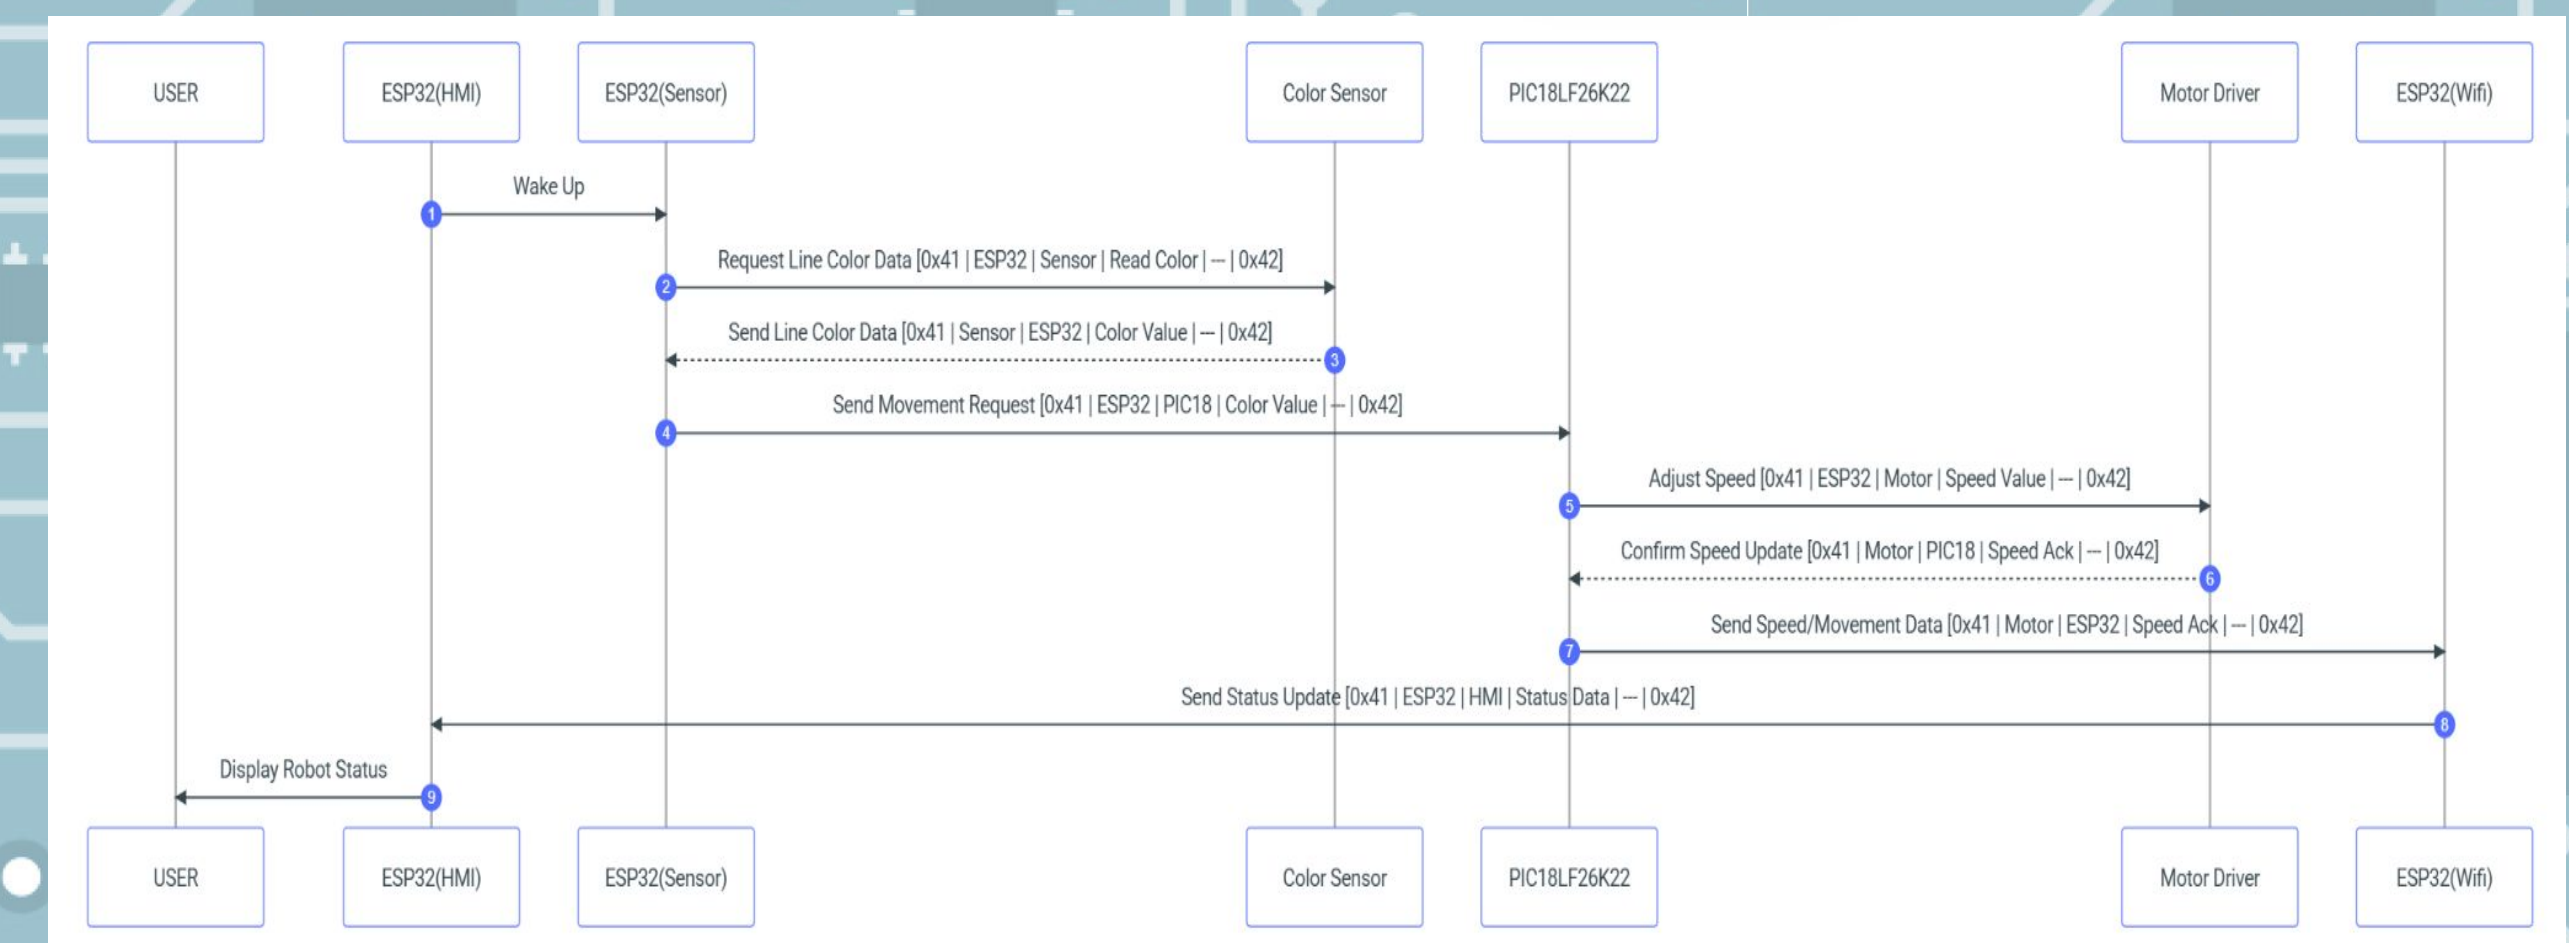 USER
ESP32(HMI)
ESP32(Sensor)
Color Sensor
PIC18LF26K22
Motor Driver
ESP32(Wifi)
Wake Up
1
Request Line Color Data [0x41 | ESP32 | Sensor | Read Color | --- | 0x42]
2
Send Line Color Data [0x41 | Sensor | ESP32 | Color Value | --- | 0x42]
3
Send Movement Request [0x41 | ESP32 | PIC18 | Color Value | --- | 0x42]
4
Adjust Speed [0x41 | ESP32 | Motor | Speed Value | --- | 0x42]
5
Confirm Speed Update [0x41 | Motor | PIC18 | Speed Ack | --- | 0x42]
6
Send Speed/Movement Data [0x41 | Motor | ESP32 | Speed Ack | --- | 0x42]
7
Send Status Update [0x41 | ESP32 | HMI | Status Data | --- | 0x42]
8
Display Robot Status
9
USER
ESP32(HMI)
ESP32(Sensor)
Color Sensor
PIC18LF26K22
Motor Driver
ESP32(Wifi)